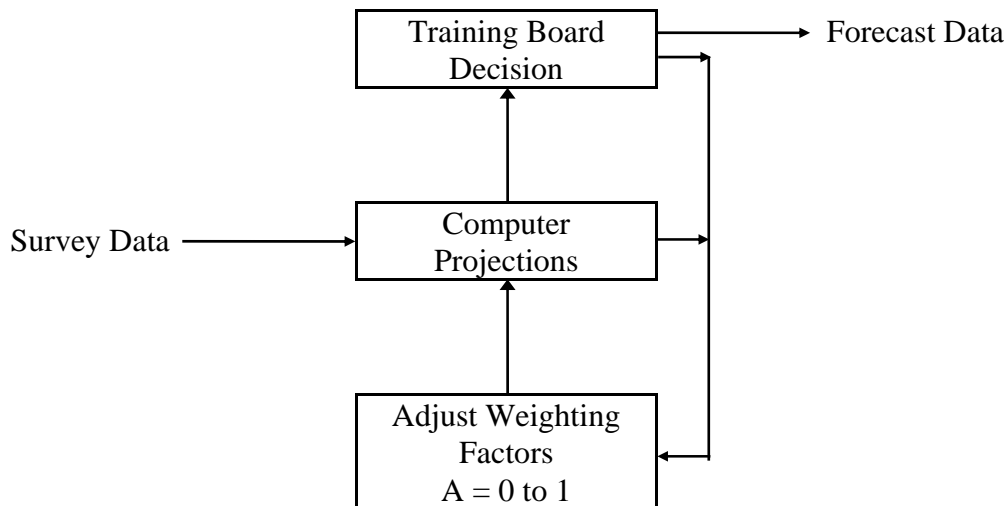 Training Board
Decision
Forecast Data
Survey Data
Computer
Projections
Adjust Weighting
Factors
A = 0 to 1